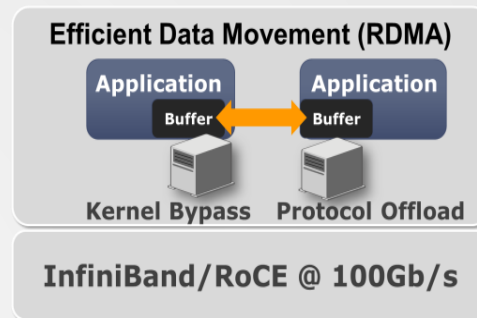 Efficient Data Movement (RDMA)
Application Application
Buffer Buffer
Kernel Bypass Protocol Offload
InfiniBand/RoCE @ 100Gb/s